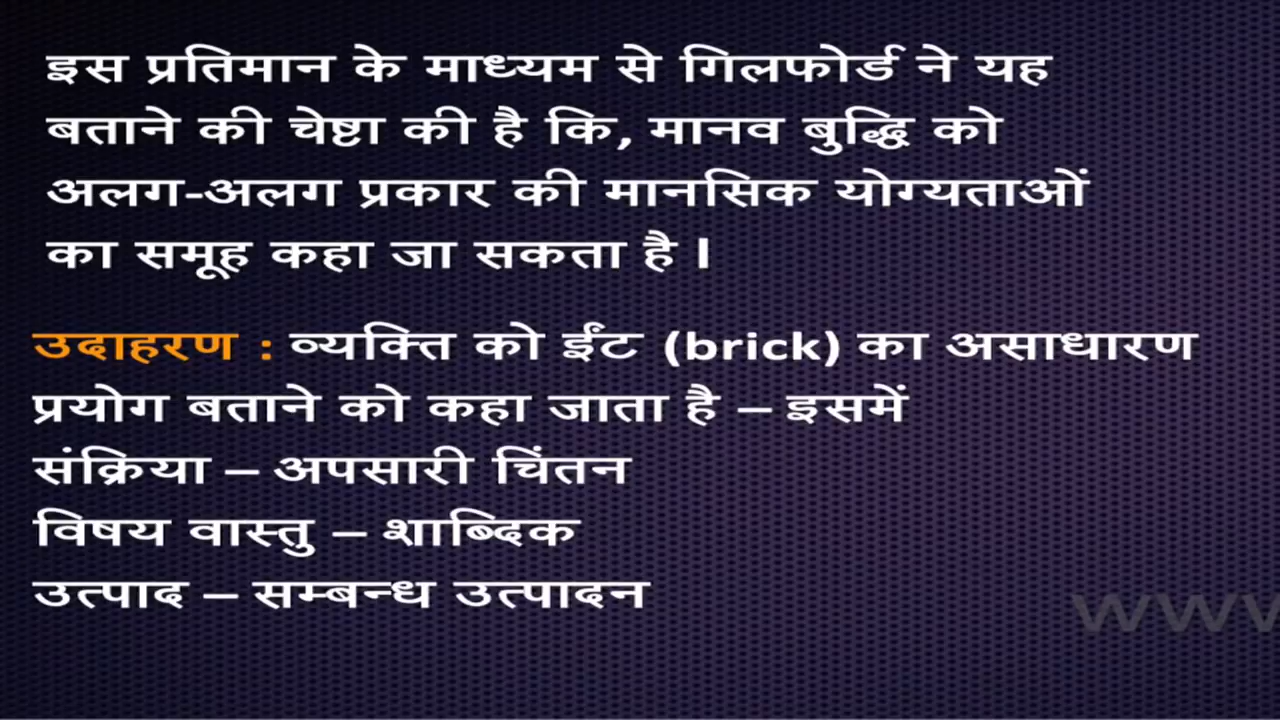 इस प्रतिमान के माध्यम से गिलफोर्ड ने यह
बताने की चेष्टा की है कि, मानव बुद्धि को
अलग-अलग प्रकार की मानसिक योग्यताओं
का समूह कहा जा सकता है ।
उदाहरण : व्यक्ति को ईंट (brick) का असाधारण
प्रयोग बताने को कहा जाता है – इसमें
संक्रिया – अपसारी चिंतन
विषय वास्तु – शाब्दिक
उत्पाद – सम्बन्ध उत्पादन
www